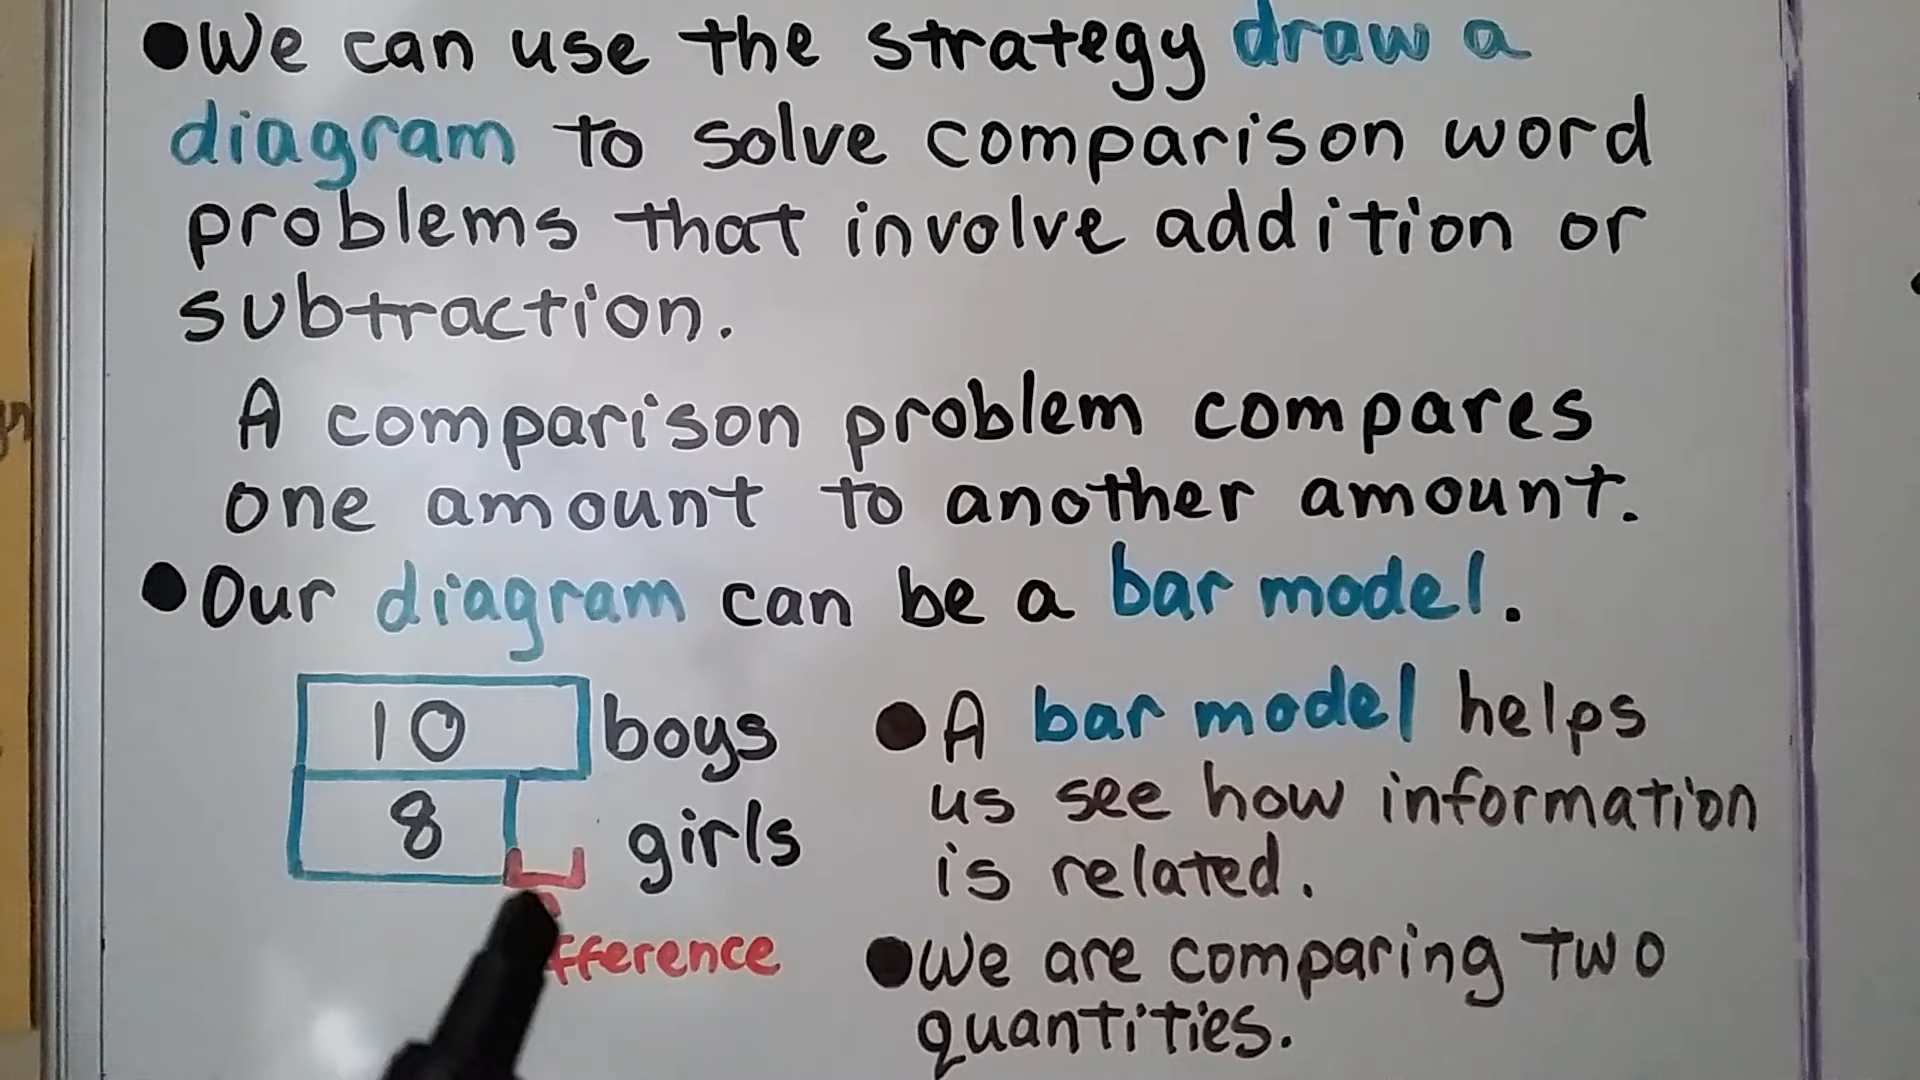 ●We can use the strategy draw a
diagram to solve comparison word
problems that involve addition or
subtraction.
A comparison problem compares
one amount to another amount.
●Our diagram can be a bar model.
10 boys
8 girls
●A bar model helps
us see how information
is related.
fference
●We are comparing two
quantities.